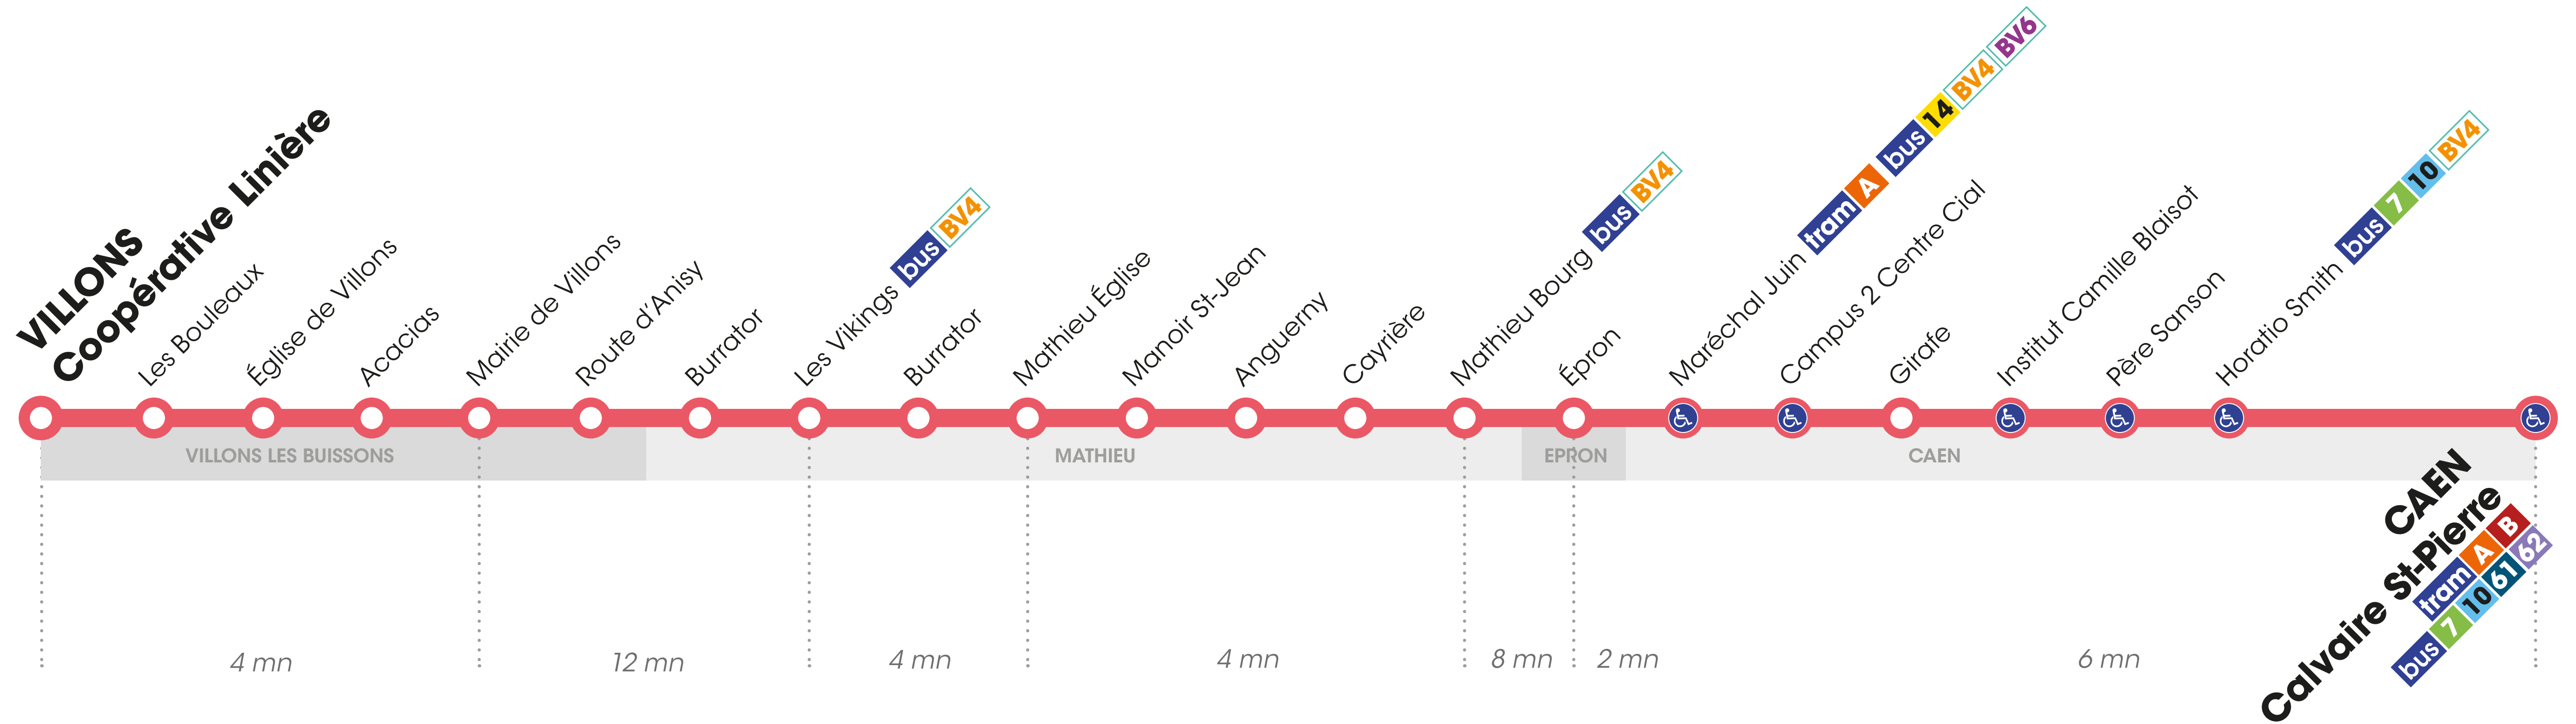 VILLONS
Coopérative Linière
Les Bouleaux
Église de Villons
Acacias
Mairie de Villons
Route d'Anisy
Burrator
Les Vikings bus BV4
Burrator
Mathieu Église
Manoir St-Jean
Anguerny
Cayrière
Mathieu Bourg bus BV4
Épron
Maréchal Juin tram A bus 14 BV4 BV6
Campus 2 Centre Cial
Girafe
Institut Camille Blaisot
Père Sanson
Horatio Smith bus 7 10 BV4
VILLONS LES BUISSONS
MATHIEU
EPRON
CAEN
CAEN
Calvaire St-Pierre
tram A B
bus 7 10 61 62
4 mn
12 mn
4 mn
4 mn
8 mn
2 mn
6 mn